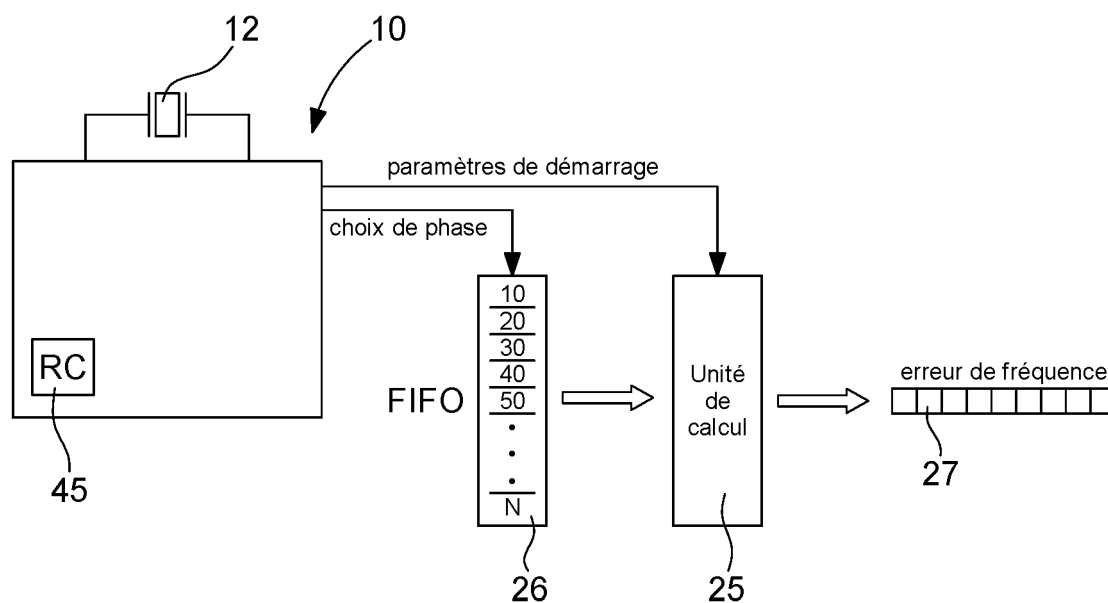 12
10
paramètres de démarrage
choix de phase
10
20
30
40
50
N
FIFO
RC
45
26
Unité
de
calcul
25
erreur de fréquence
27